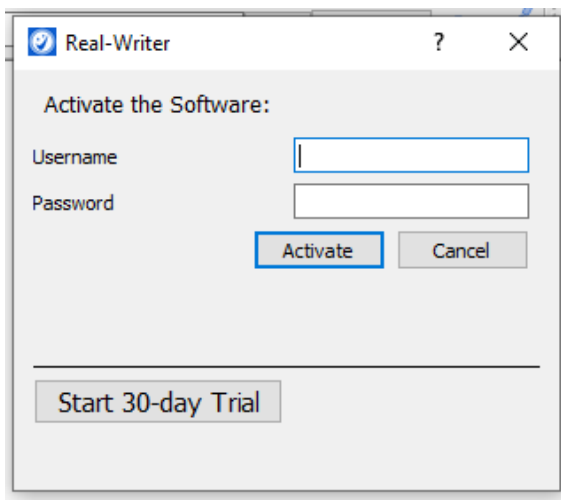 Real-Writer ?
Activate the Software:
Username
Password
Activate Cancel
Start 30-day Trial